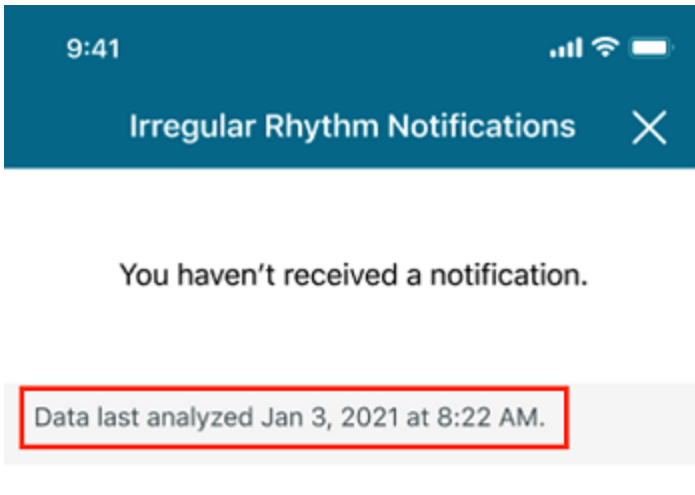 9:41
Irregular Rhythm Notifications
You haven’t received a notification.
Data last analyzed Jan 3, 2021 at 8:22 AM.